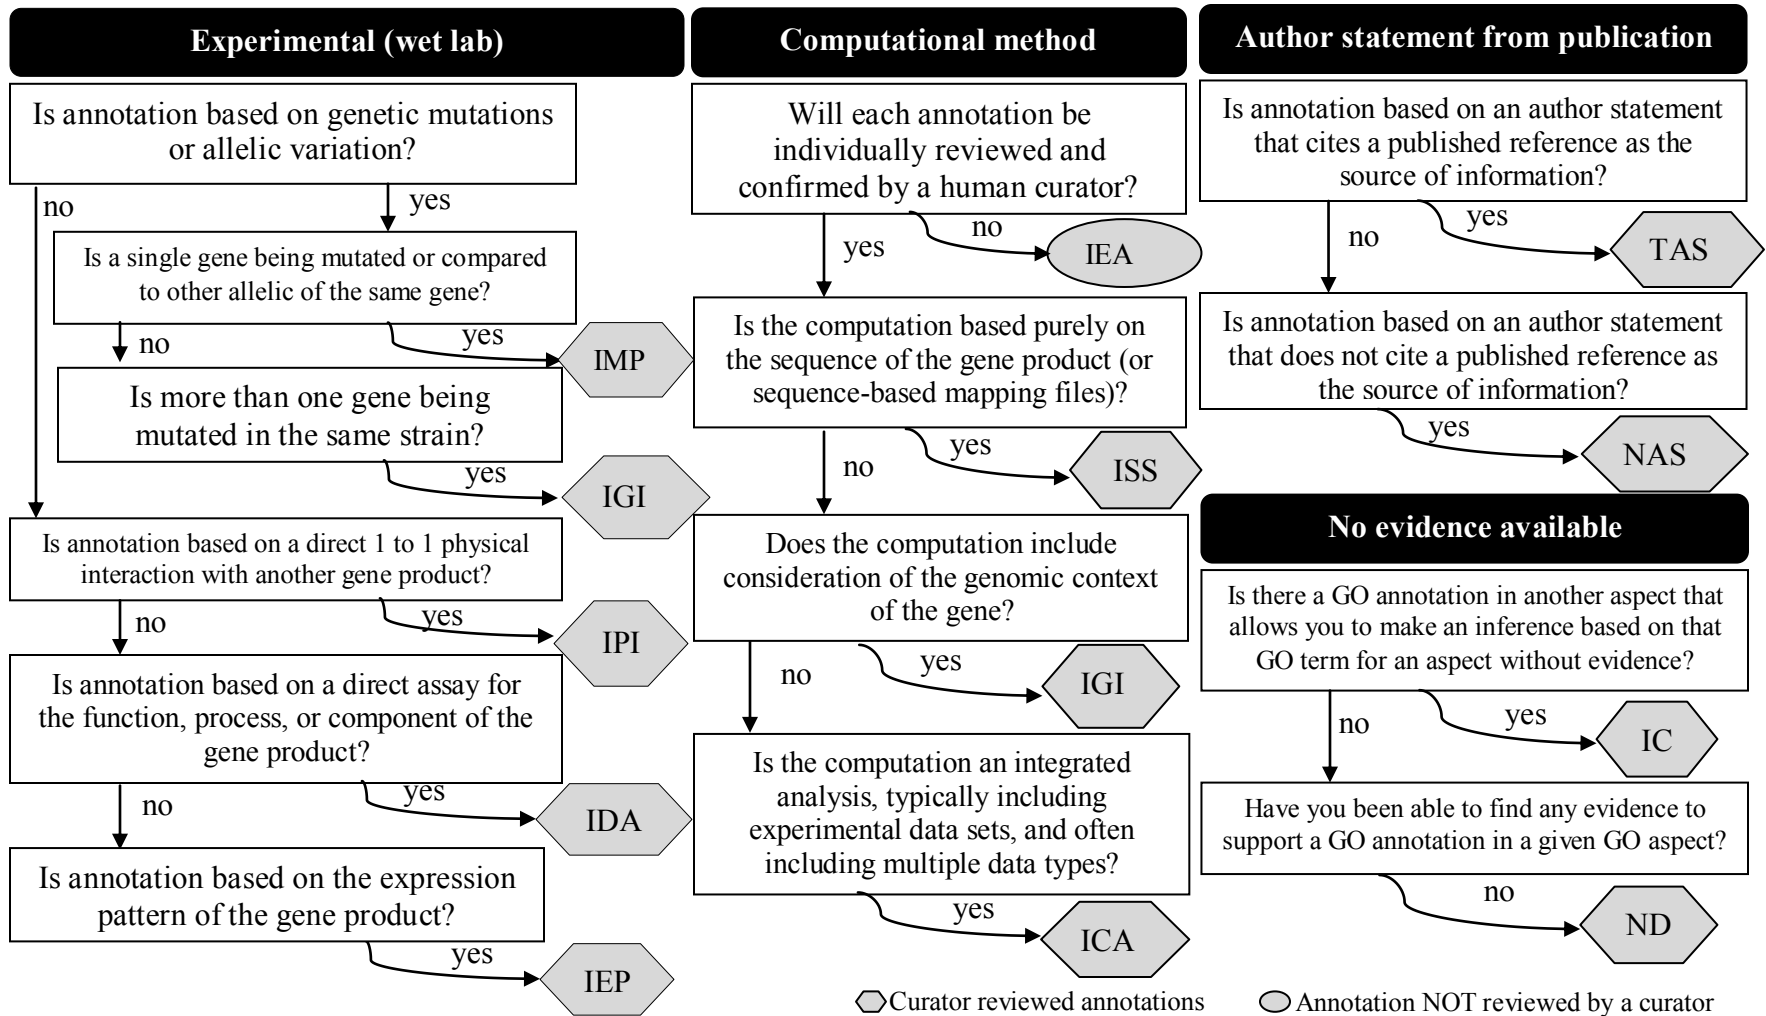 Experimental (wet lab)
Is annotation based on genetic mutations
or allelic variation?
no
yes
Is a single gene being mutated or compared
to other allelic of the same gene?
no
yes
IMP
Is more than one gene being
mutated in the same strain?
yes
IGI
Is annotation based on a direct 1 to 1 physical
interaction with another gene product?
no
yes
IPI
Is annotation based on a direct assay for
the function, process, or component of the
gene product?
no
yes
IDA
Is annotation based on the expression
pattern of the gene product?
yes
IEP
Computational method
Will each annotation be
individually reviewed and
confirmed by a human curator?
yes
no
IEA
Is the computation based purely on
the sequence of the gene product (or
sequence-based mapping files)?
no
yes
ISS
Does the computation include
consideration of the genomic context
of the gene?
no
yes
IGI
Is the computation an integrated
analysis, typically including
experimental data sets, and often
including multiple data types?
yes
ICA
Author statement from publication
Is annotation based on an author statement
that cites a published reference as the
source of information?
no
yes
TAS
Is annotation based on an author statement
that does not cite a published reference as
the source of information?
yes
NAS
No evidence available
Is there a GO annotation in another aspect that
allows you to make an inference based on that
GO term for an aspect without evidence?
no
yes
IC
Have you been able to find any evidence to
support a GO annotation in a given GO aspect?
no
ND
Curator reviewed annotations
Annotation NOT reviewed by a curator